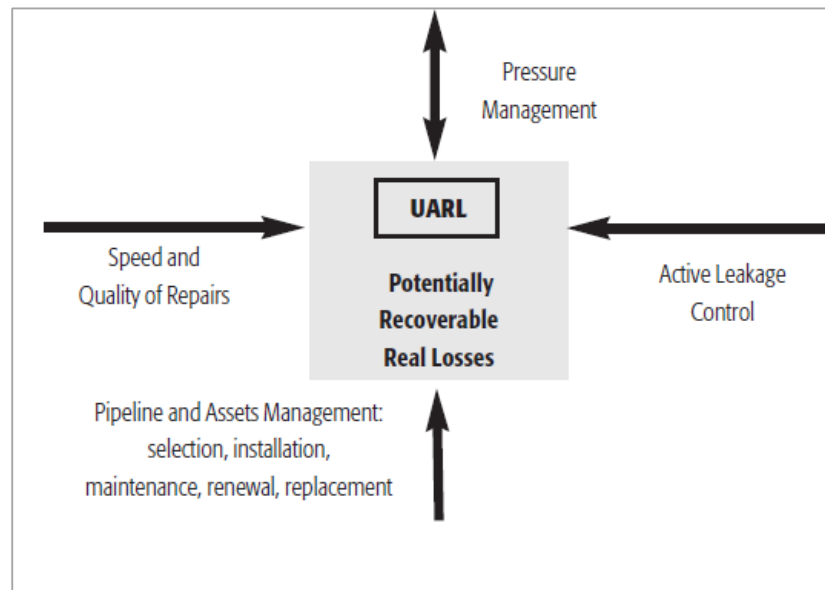 Pressure
Management
UARL
Speed and
Quality of Repairs
Potentially
Recoverable
Real Losses
Active Leakage
Control
Pipeline and Assets Management:
selection, installation,
maintenance, renewal, replacement